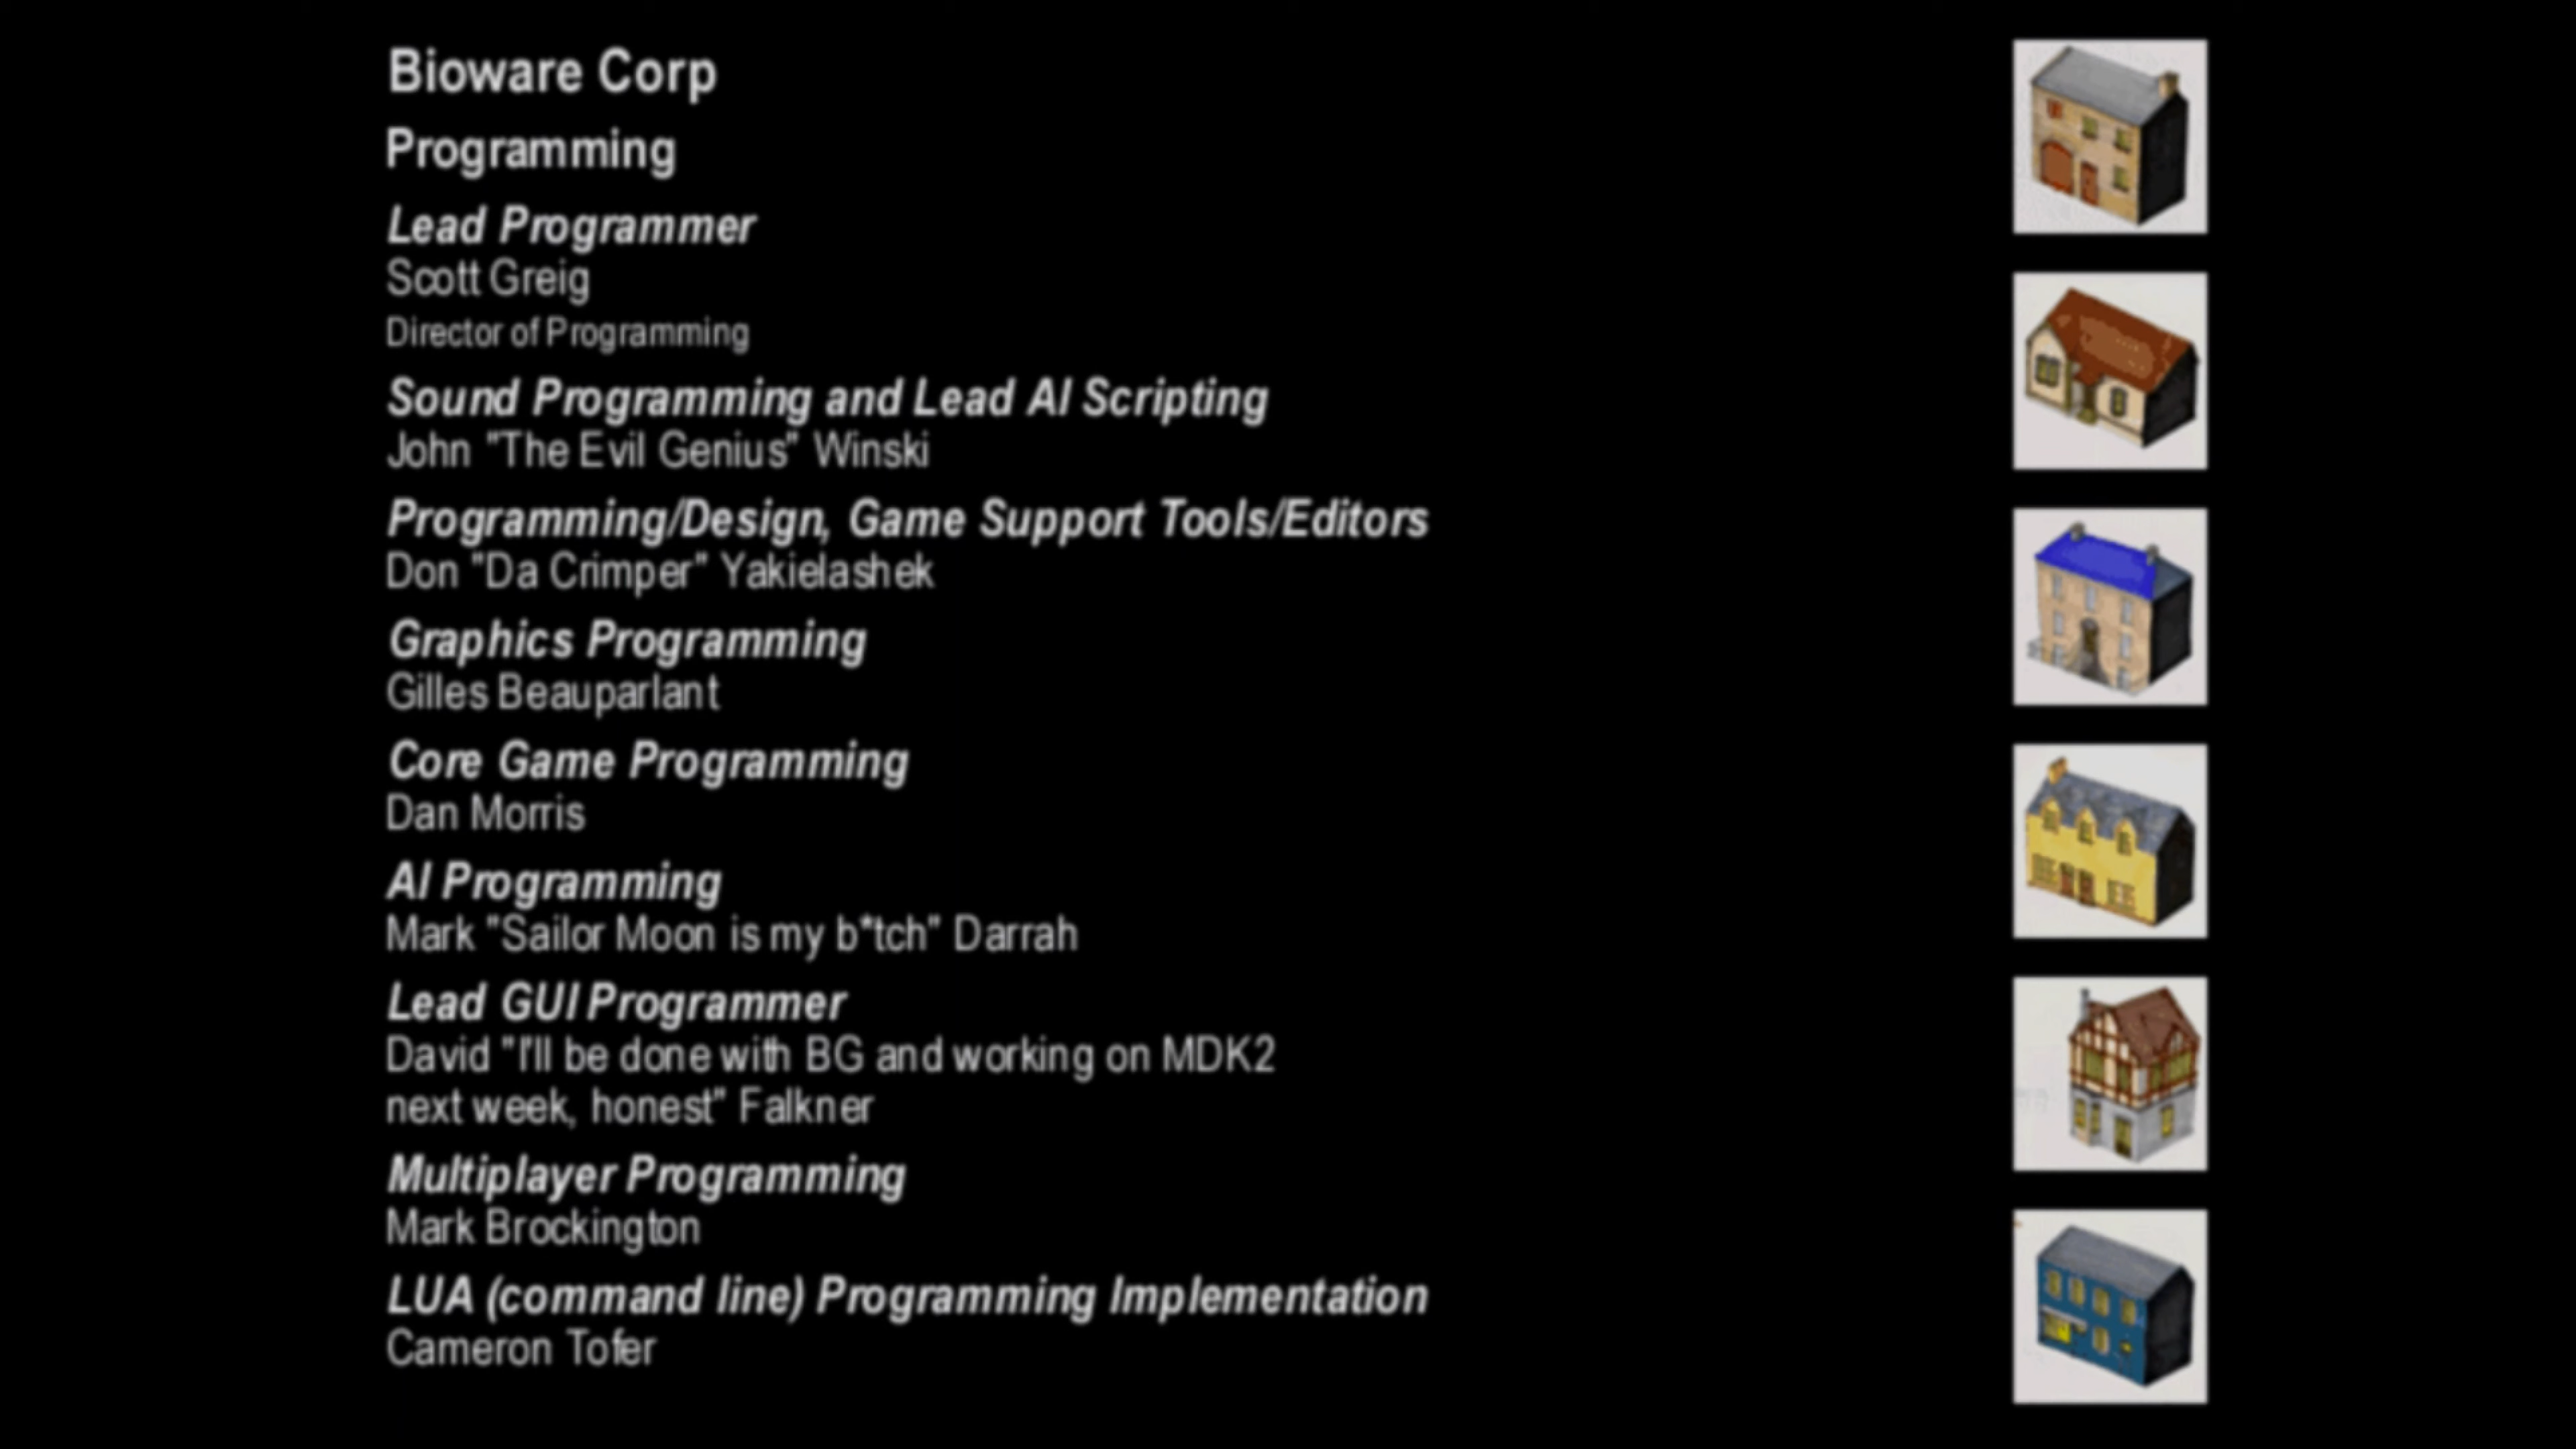 Bioware Corp
Programming
Lead Programmer
Scott Greig
Director of Programming
Sound Programming and Lead AI Scripting
John "The Evil Genius" Winski
Programming/Design, Game Support Tools/Editors
Don "Da Crimper" Yakielashek
Graphics Programming
Gilles Beauparlant
Core Game Programming
Dan Morris
AI Programming
Mark "Sailor Moon is my b*tch" Darrah
Lead GUI Programmer
David "I'll be done with BG and working on MDK2
next week, honest" Falkner
Multiplayer Programming
Mark Brockington
LUA (command line) Programming Implementation
Cameron Tofer